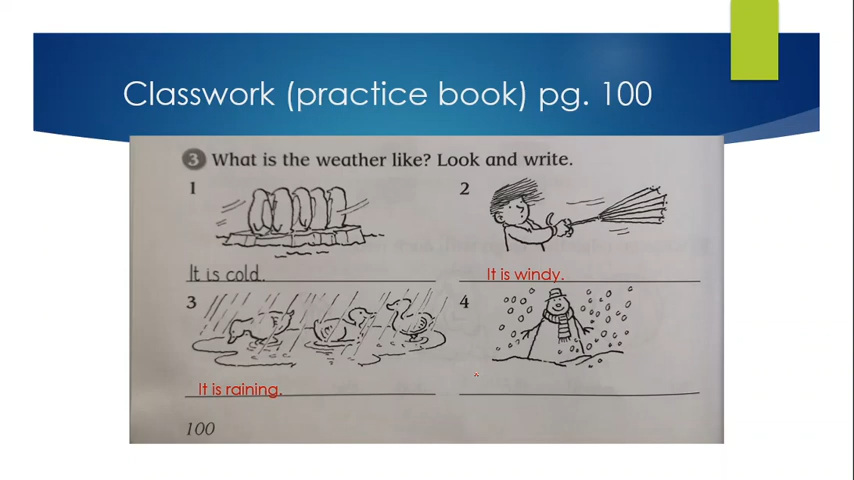 Classwork (practice book) pg. 100
3 What is the weather like? Look and write.
1
2
It is cold.
It is windy.
3
4
It is raining.
100